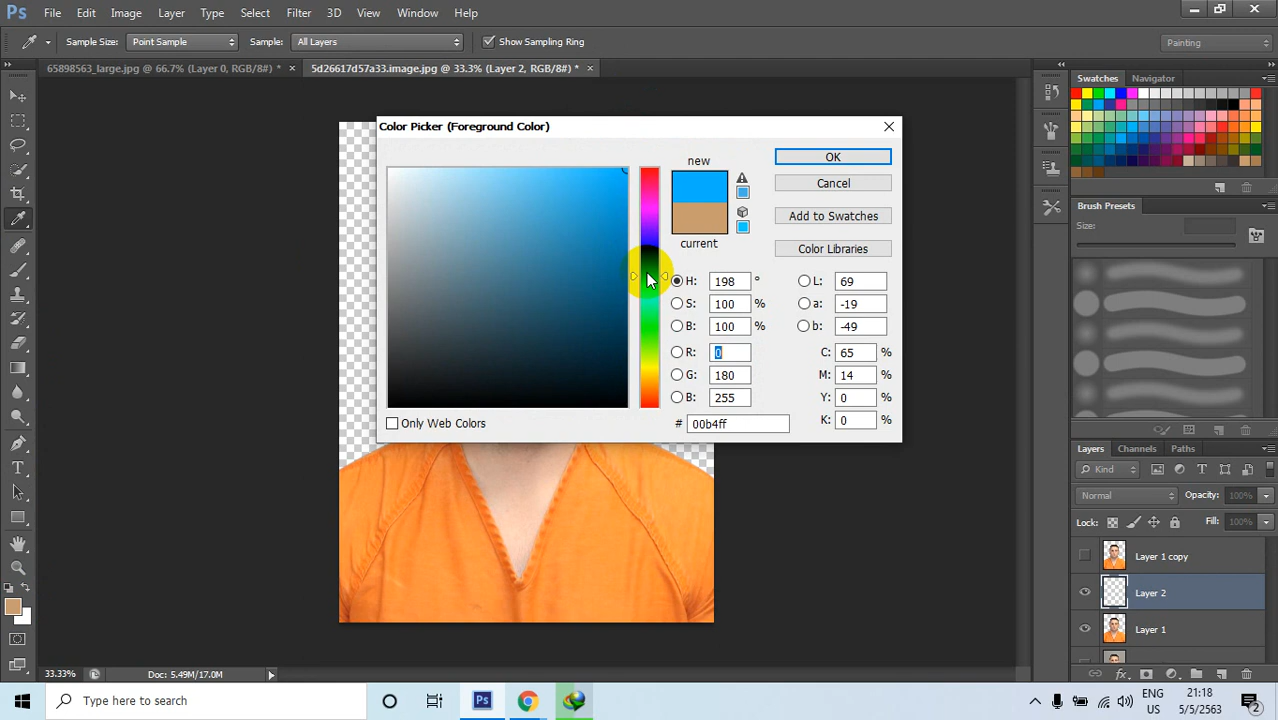 Ps File Edit Image Layer Type Select Filter 3D View Window Help
Sample Size: Point Sample Sample: All Layers Show Sampling Ring Painting
65898563_large.jpg @ 66.7% (Layer 0, RGB/8#) * × 5d26617d57a33.image.jpg @ 33.3% (Layer 2, RGB/8#) * ×
Color Picker (Foreground Color)
new
current
OK
Cancel
Add to Swatches
Color Libraries
H: 198 °
S: 100 %
B: 100 %
R: 0
G: 180
B: 255
# 00b4ff
L: 69
a: -19
b: -49
C: 65 %
M: 14 %
Y: 0 %
K: 0 %
Only Web Colors
Swatches Navigator
Brush Presets
Size:
Layers Channels Paths
Kind
Normal Opacity: 100%
Lock: Fill: 100%
Layer 1 copy
Layer 2
Layer 1
T
33.33% Doc: 5.49M/17.0M
Type here to search
Ps
ENG
US
21:18
5/5/2563
2